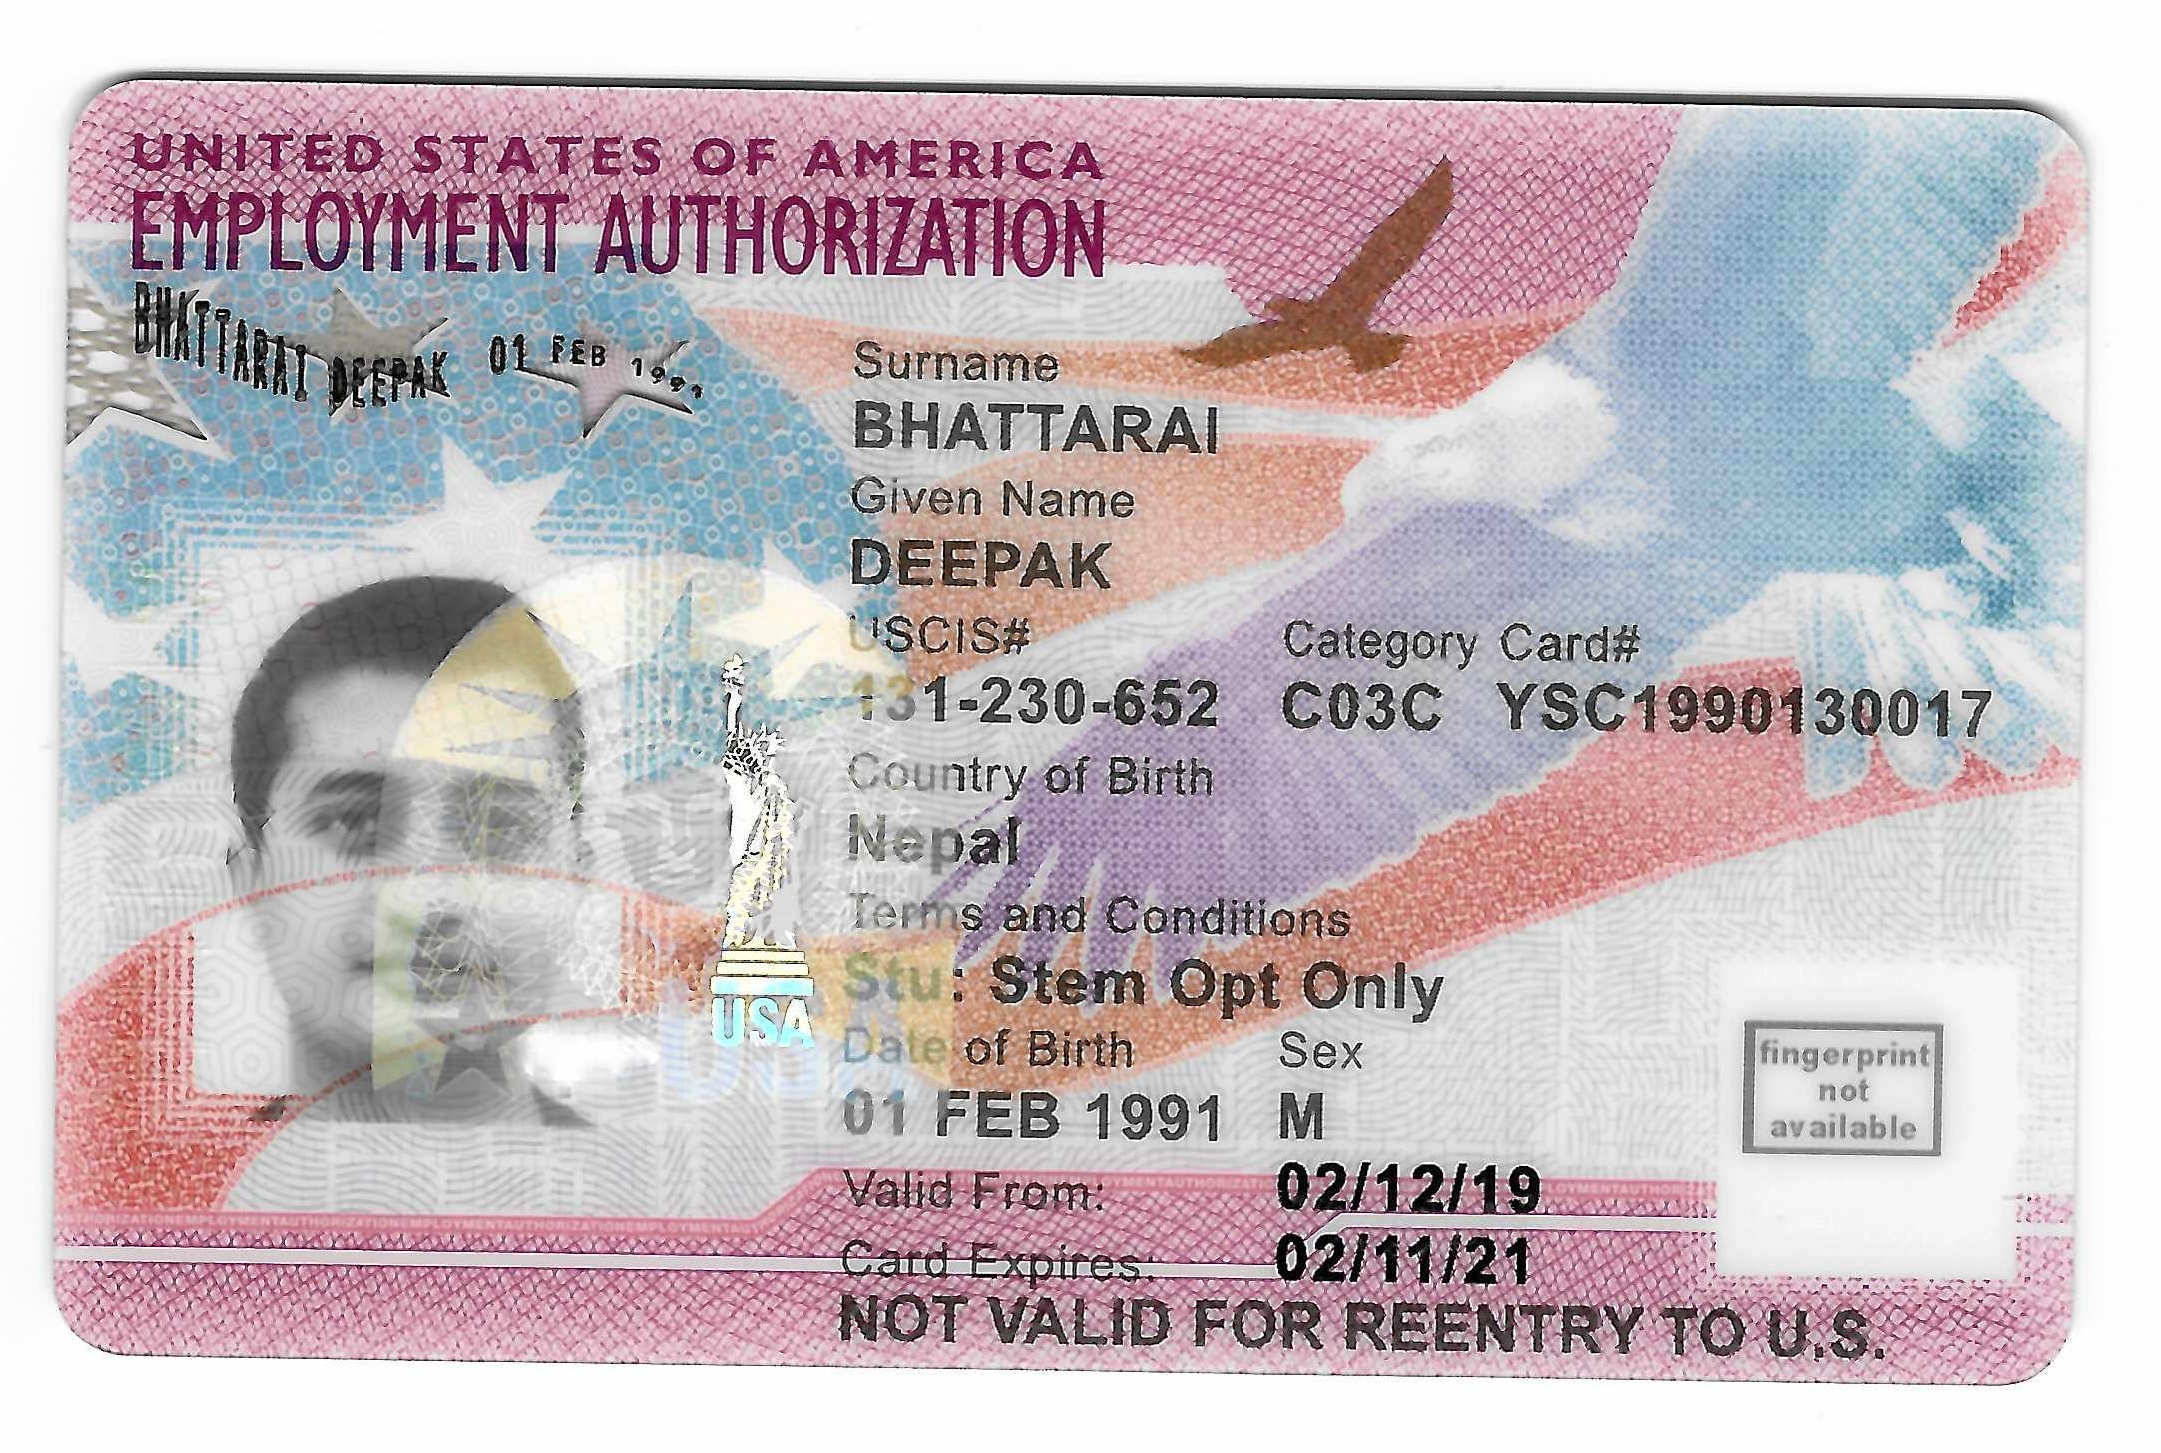 UNITED STATES OF AMERICA
EMPLOYMENT AUTHORIZATION
BHATTARAI DEEPAK 01 FEB 1991
Surname
BHATTARAI
Given Name
DEEPAK
USCIS# Category Card#
131-230-652 C03C YSC1990130017
Country of Birth
Nepal
Terms and Conditions
Stu: Stem Opt Only
USA
Date of Birth Sex
01 FEB 1991 M
fingerprint
not
available
Valid From: 02/12/19
Card Expires: 02/11/21
NOT VALID FOR REENTRY TO U.S.